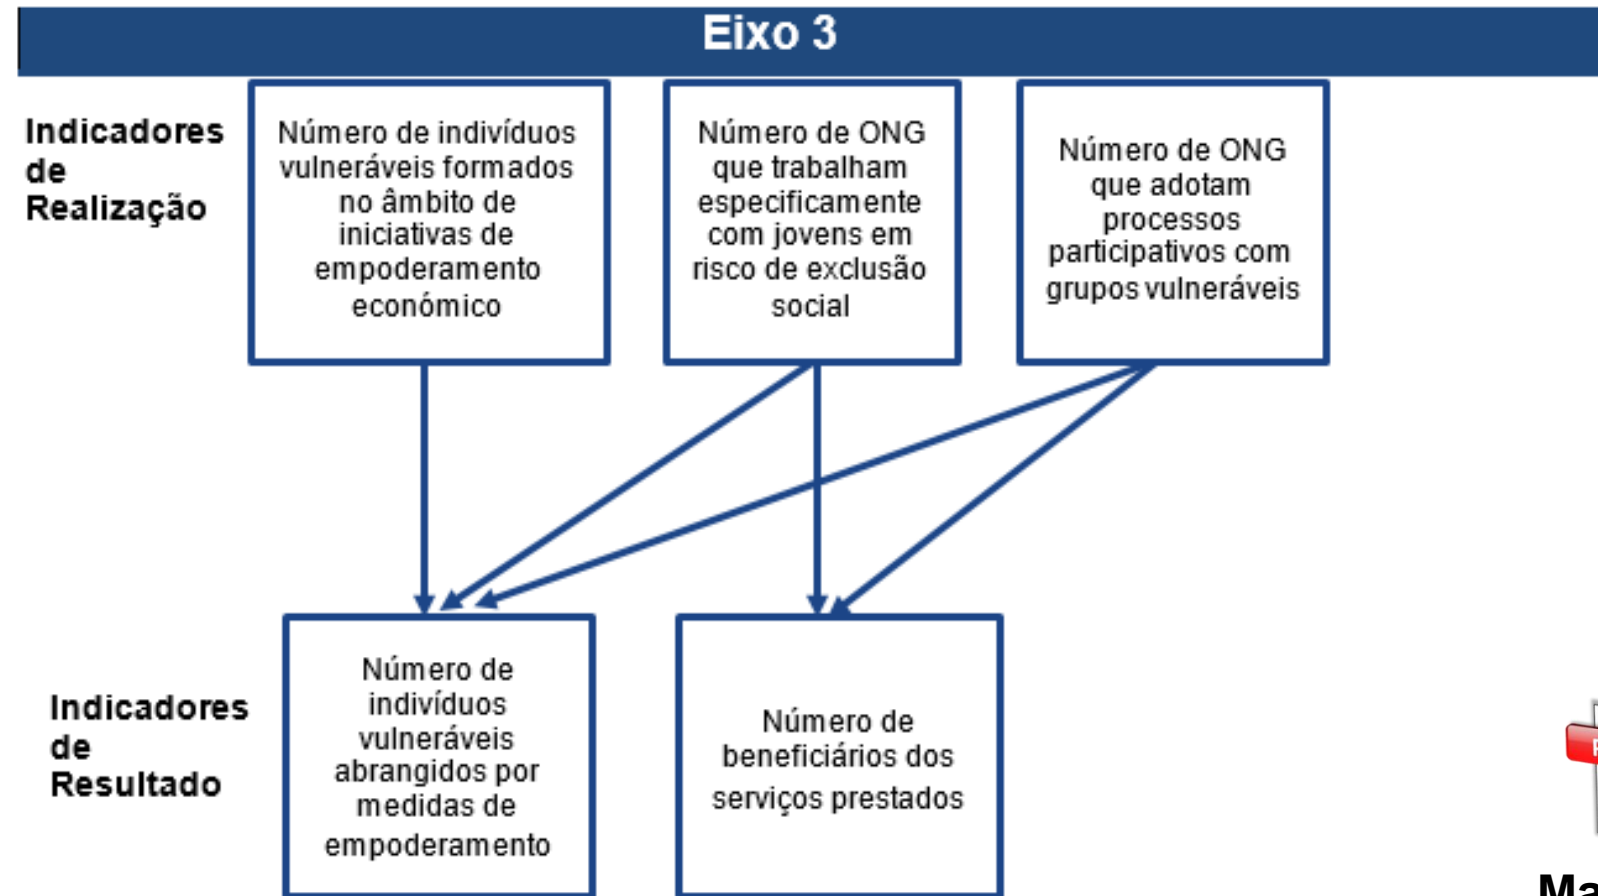 Eixo 3
Indicadores
de
Realização
Número de indivíduos
vulneráveis formados
no âmbito de
iniciativas de
empoderamento
económico
Número de ONG
que trabalham
especificamente
com jovens em
risco de exclusão
social
Número de ONG
que adotam
processos
participativos com
grupos vulneráveis
Indicadores
de
Resultado
Número de
indivíduos
vulneráveis
abrangidos por
medidas de
empoderamento
Número de
beneficiários dos
serviços prestados